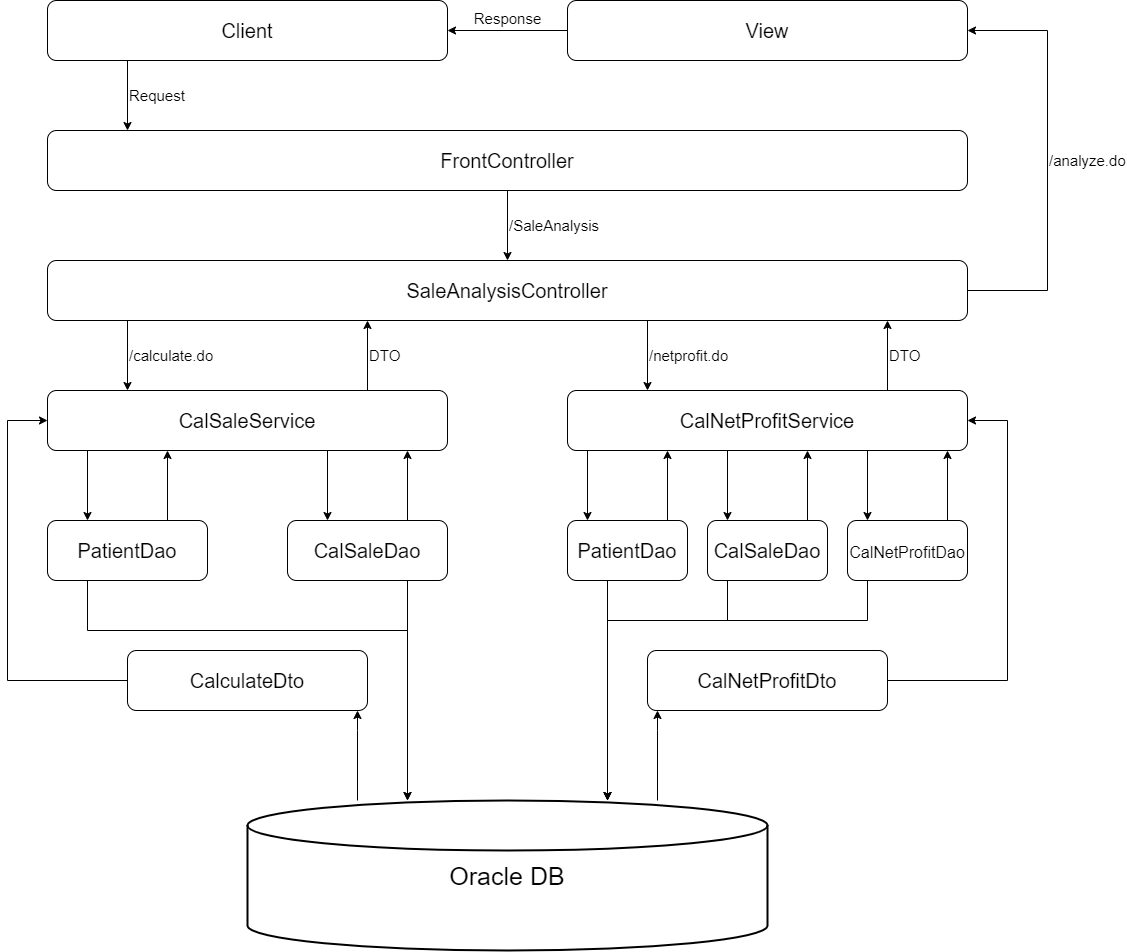 Client
Response
View
Request
FrontController
/analyze.do
/SaleAnalysis
SaleAnalysisController
/calculate.do
DTO
/netprofit.do
DTO
CalSaleService
CalNetProfitService
PatientDao
CalSaleDao
PatientDao
CalSaleDao
CalNetProfitDao
CalculateDto
CalNetProfitDto
Oracle DB